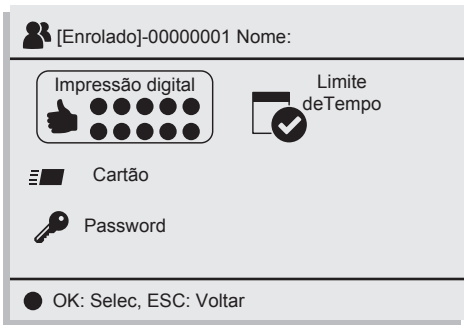 [Enrolado]-00000001 Nome:
Impressão digital
Limite
deTempo
Cartão
Password
OK: Selec, ESC: Voltar